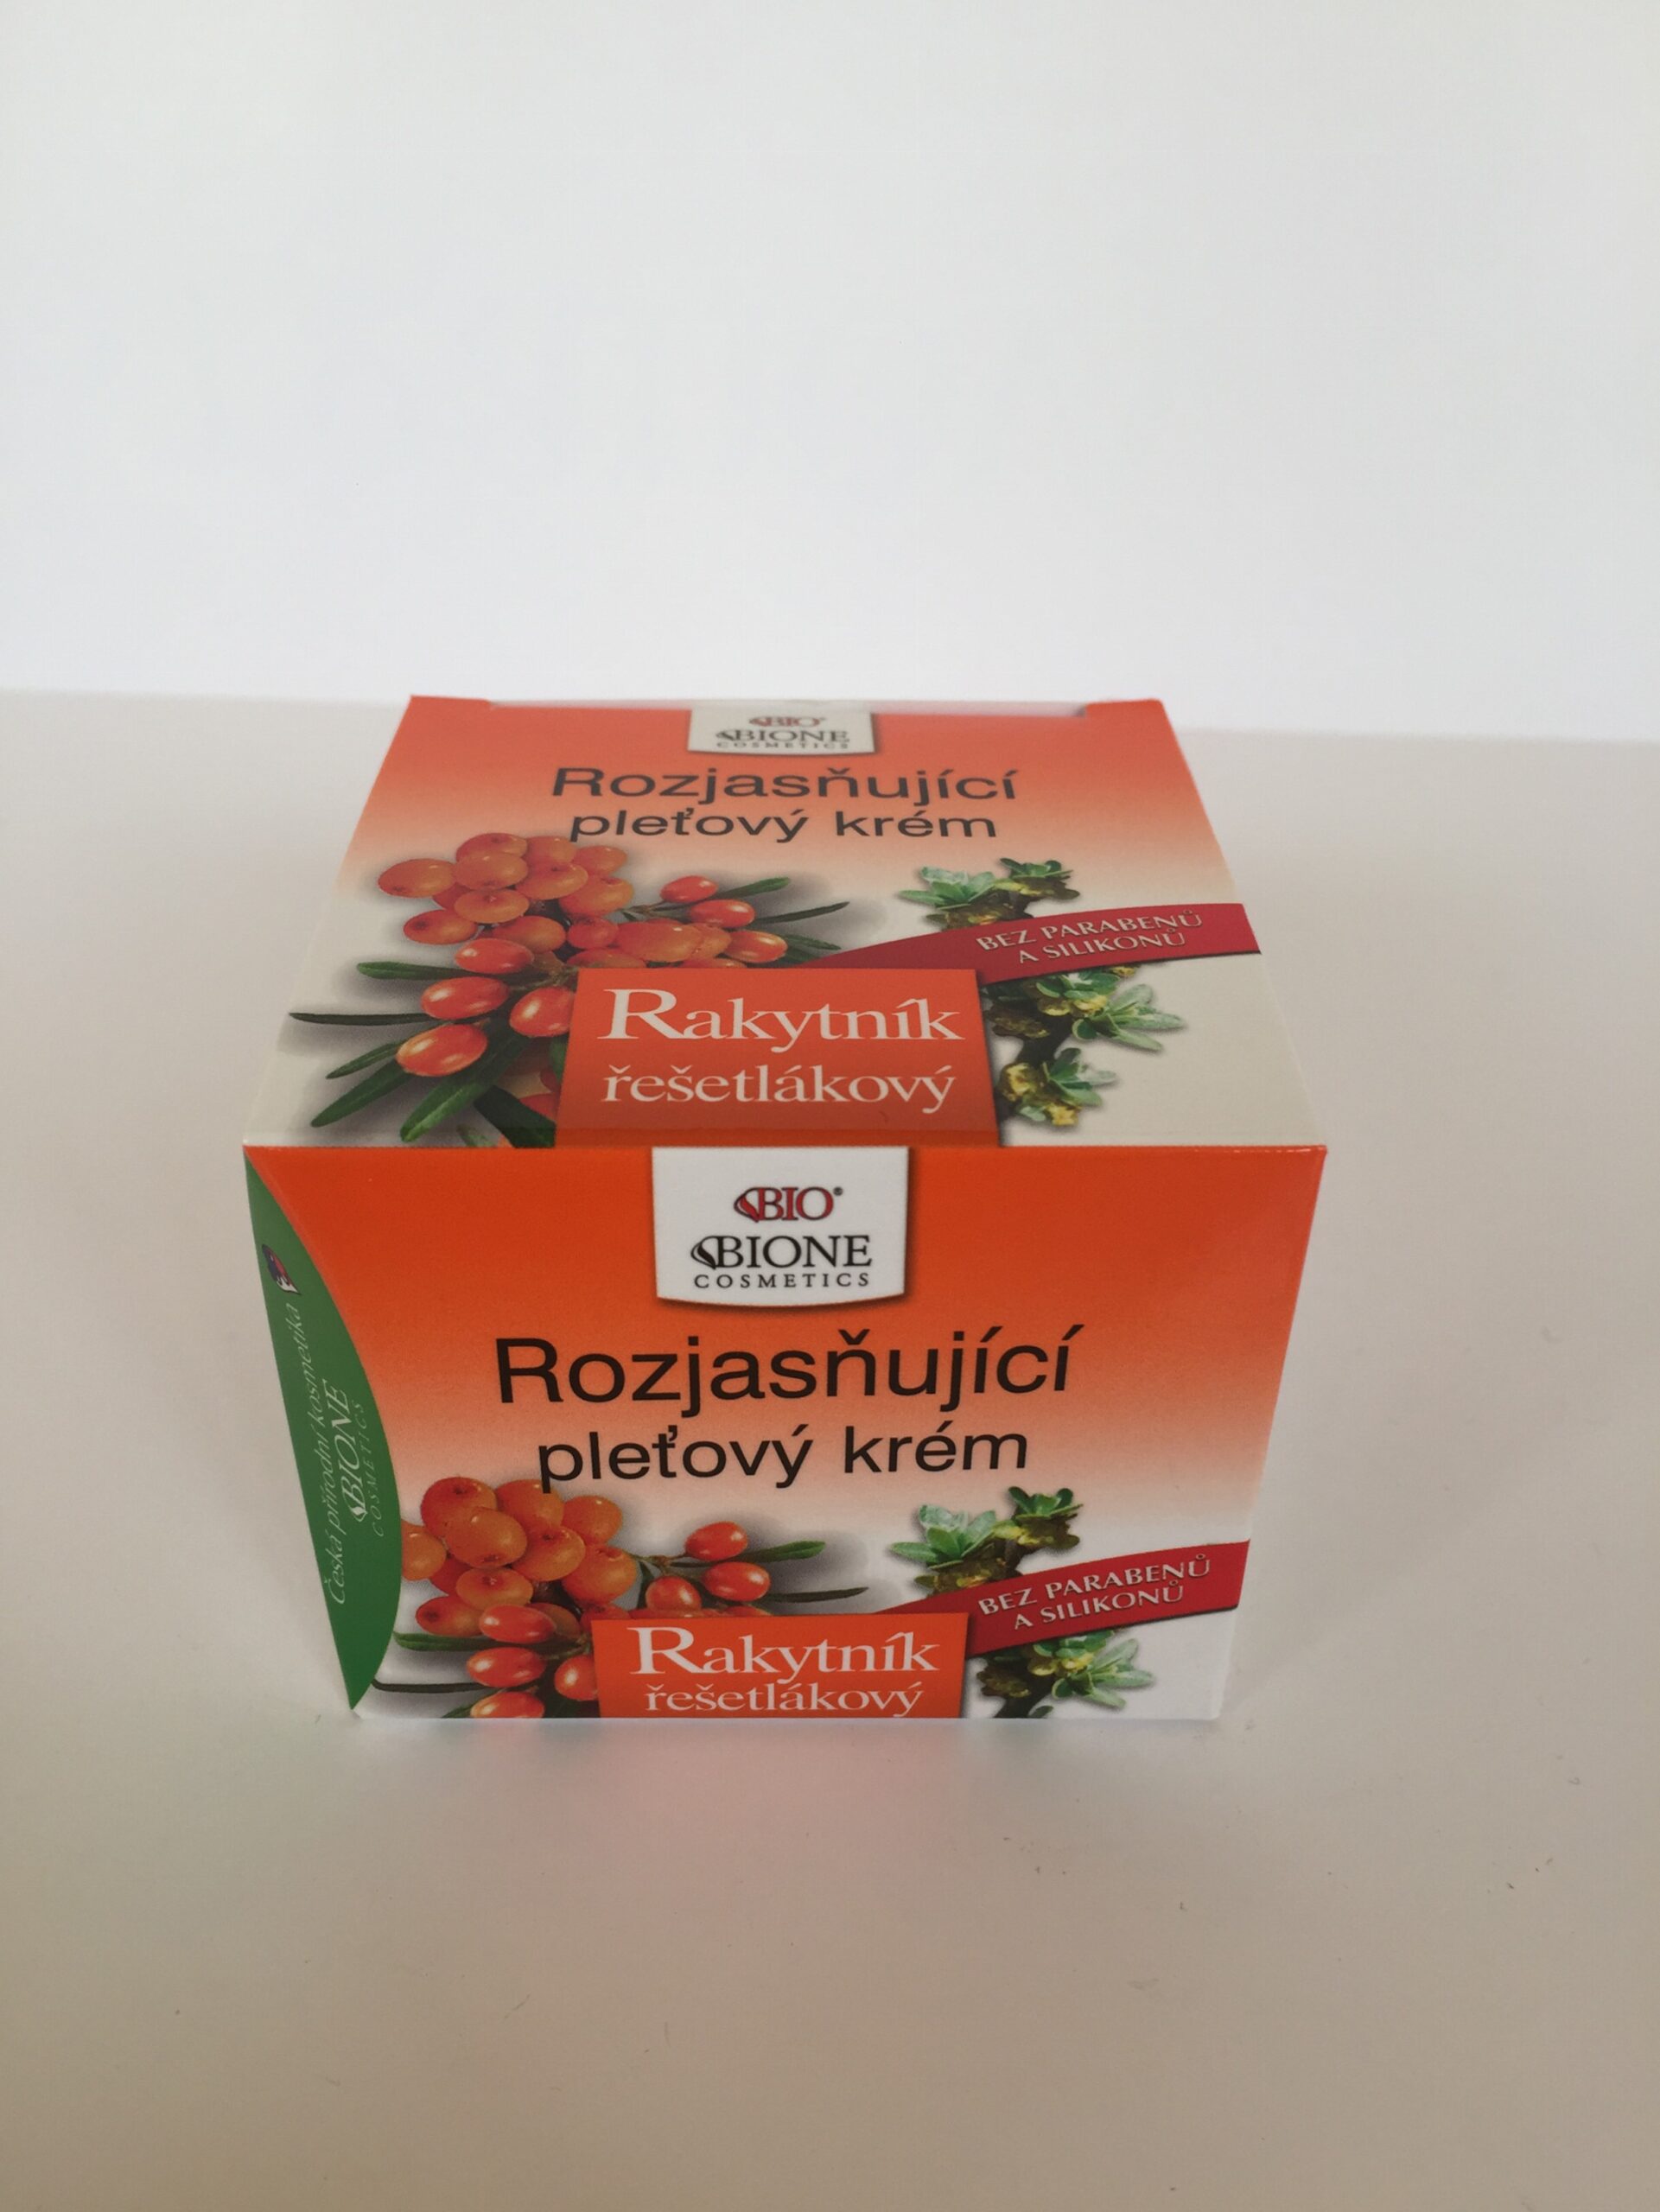 BIO®
BIONE
COSMETICS
Rozjasňující
pleťový krém
BEZ PARABENŮ
A SILIKONŮ
Rakytník
řešetlákový
BIO®
BIONE
COSMETICS
Rozjasňující
pleťový krém
BEZ PARABENŮ
A SILIKONŮ
Rakytník
řešetlákový
Česká přírodní kosmetika
BIONE
COSMETICS